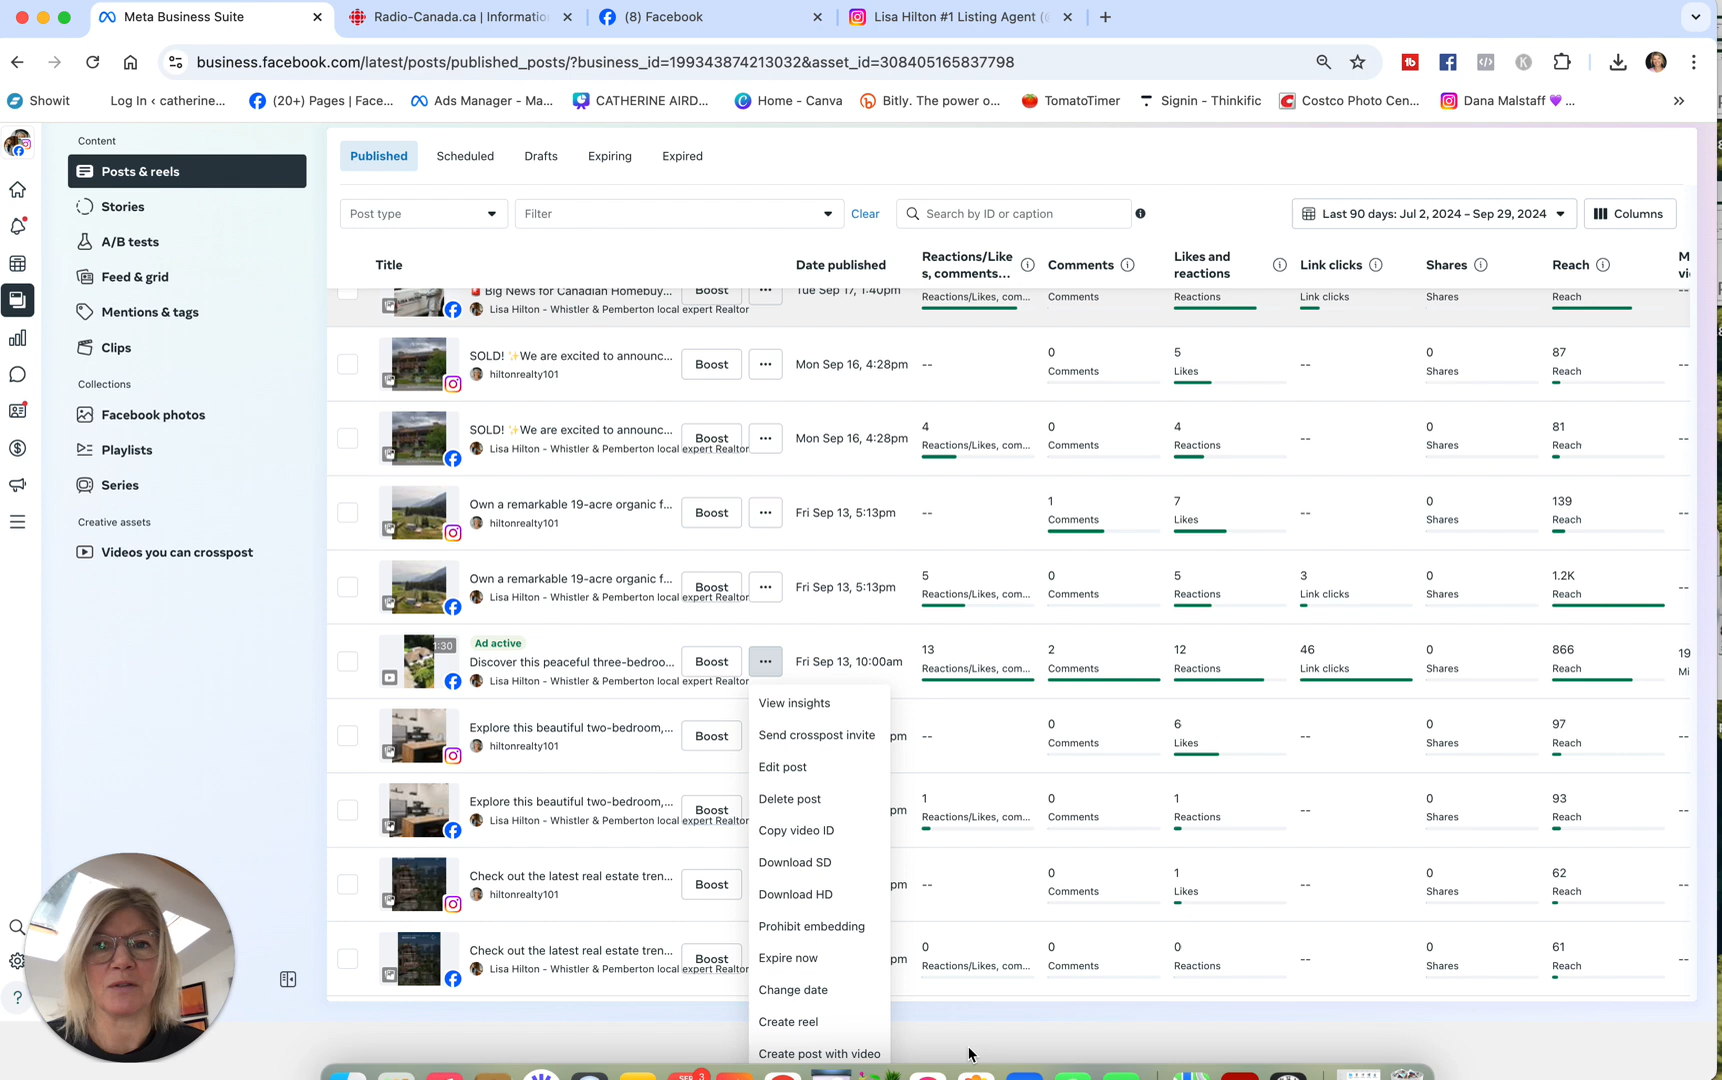 Meta Business Suite
Radio-Canada.ca | Informatio
(8) Facebook
Lisa Hilton #1 Listing Agent (
business.facebook.com/latest/posts/published_posts/?business_id=199343874213032&asset_id=308405165837798
Showit
Log In ‹ catherine...
(20+) Pages | Face...
Ads Manager - Ma...
CATHERINE AIRD...
Home - Canva
Bitly. The power o...
TomatoTimer
Signin - Thinkific
Costco Photo Cen...
Dana Malstaff 💜 ...
Content
Posts & reels
Stories
A/B tests
Feed & grid
Mentions & tags
Clips
Collections
Facebook photos
Playlists
Series
Creative assets
Videos you can crosspost
Published
Scheduled
Drafts
Expiring
Expired
Post type
Filter
Clear
Search by ID or caption
Last 90 days: Jul 2, 2024 – Sep 29, 2024
Columns
Title
Date published
Reactions/Like
s, comments...
Comments
Likes and
reactions
Link clicks
Shares
Reach
M
vi
🚨 Big News for Canadian Homebuy...
Lisa Hilton - Whistler & Pemberton local expert Realtor
Boost
Tue Sep 17, 1:40pm
Reactions/Likes, com...
Comments
Reactions
Link clicks
Shares
Reach
--
SOLD! ✨We are excited to announc...
hiltonrealty101
Boost
Mon Sep 16, 4:28pm
--
0
Comments
5
Likes
--
0
Shares
87
Reach
--
SOLD! ✨We are excited to announc...
Lisa Hilton - Whistler & Pemberton local expert Realtor
Boost
Mon Sep 16, 4:28pm
4
Reactions/Likes, com...
0
Comments
4
Reactions
--
0
Shares
81
Reach
--
Own a remarkable 19-acre organic f...
hiltonrealty101
Boost
Fri Sep 13, 5:13pm
--
1
Comments
7
Likes
--
0
Shares
139
Reach
--
Own a remarkable 19-acre organic f...
Lisa Hilton - Whistler & Pemberton local expert Realtor
Boost
Fri Sep 13, 5:13pm
5
Reactions/Likes, com...
0
Comments
5
Reactions
3
Link clicks
0
Shares
1.2K
Reach
--
1:30
Ad active
Discover this peaceful three-bedroo...
Lisa Hilton - Whistler & Pemberton local expert Realtor
Boost
Fri Sep 13, 10:00am
13
Reactions/Likes, com...
2
Comments
12
Reactions
46
Link clicks
0
Shares
866
Reach
19
Mi
Explore this beautiful two-bedroom,...
hiltonrealty101
Boost
pm
--
0
Comments
6
Likes
--
0
Shares
97
Reach
--
Explore this beautiful two-bedroom,...
Lisa Hilton - Whistler & Pemberton local expert Realtor
Boost
pm
1
Reactions/Likes, com...
0
Comments
1
Reactions
--
0
Shares
93
Reach
--
Check out the latest real estate tren...
hiltonrealty101
Boost
pm
--
0
Comments
1
Likes
--
0
Shares
62
Reach
--
Check out the latest real estate tren...
Lisa Hilton - Whistler & Pemberton local expert Realtor
Boost
pm
0
Reactions/Likes, com...
0
Comments
0
Reactions
--
0
Shares
61
Reach
--
View insights
Send crosspost invite
Edit post
Delete post
Copy video ID
Download SD
Download HD
Prohibit embedding
Expire now
Change date
Create reel
Create post with video
SEP
3